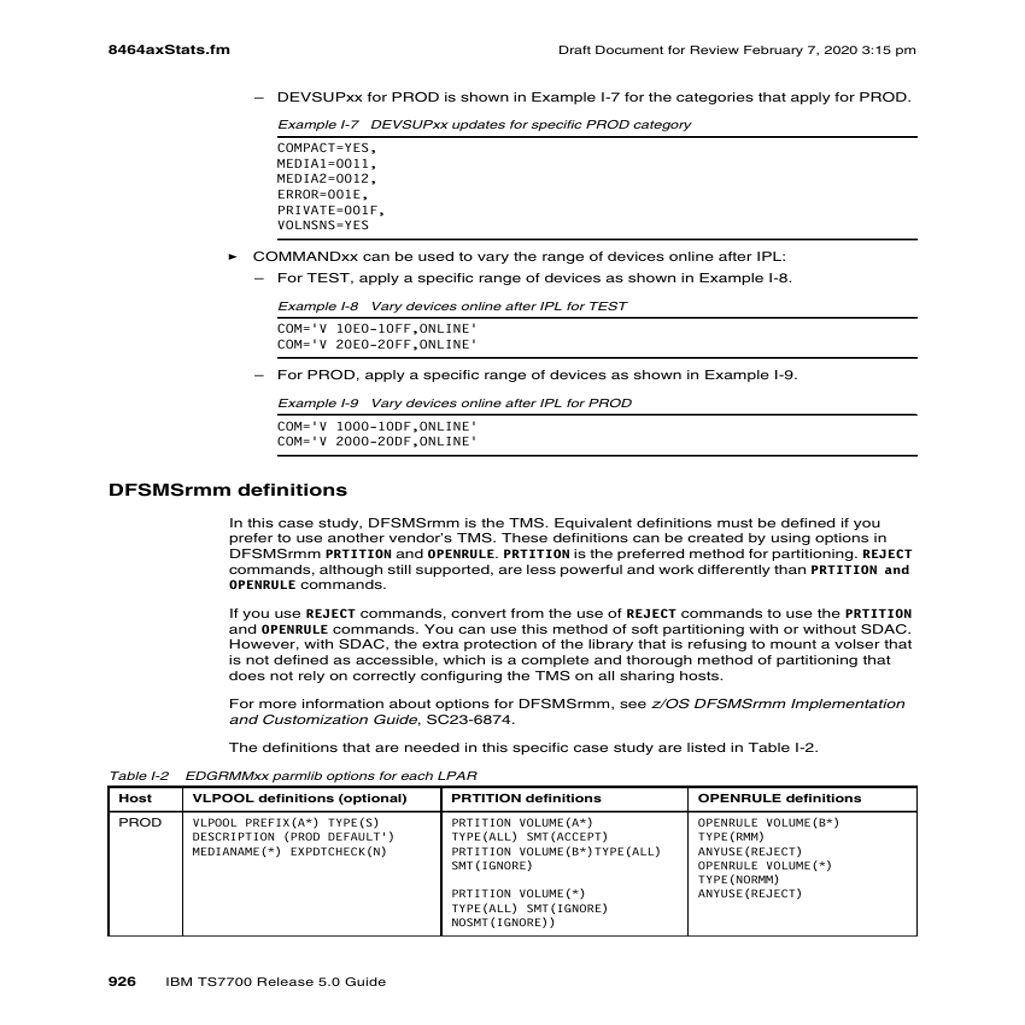 8464axStats.fm
Draft Document for Review February 7, 2020 3:15 pm
– DEVSUPxx for PROD is shown in Example I-7 for the categories that apply for PROD.
Example I-7 DEVSUPxx updates for specific PROD category
COMPACT=YES,
MEDIA1=0011,
MEDIA2=0012,
ERROR=001E,
PRIVATE=001F,
VOLNSNS=YES
► COMMANDxx can be used to vary the range of devices online after IPL:
– For TEST, apply a specific range of devices as shown in Example I-8.
Example I-8 Vary devices online after IPL for TEST
COM='V 10E0-10FF,ONLINE'
COM='V 20E0-20FF,ONLINE'
– For PROD, apply a specific range of devices as shown in Example I-9.
Example I-9 Vary devices online after IPL for PROD
COM='V 1000-10DF,ONLINE'
COM='V 2000-20DF,ONLINE'
DFSMSrmm definitions
In this case study, DFSMSrmm is the TMS. Equivalent definitions must be defined if you
prefer to use another vendor's TMS. These definitions can be created by using options in
DFSMSrmm PRTITION and OPENRULE. PRTITION is the preferred method for partitioning. REJECT
commands, although still supported, are less powerful and work differently than PRTITION and
OPENRULE commands.
If you use REJECT commands, convert from the use of REJECT commands to use the PRTITION
and OPENRULE commands. You can use this method of soft partitioning with or without SDAC.
However, with SDAC, the extra protection of the library that is refusing to mount a volser that
is not defined as accessible, which is a complete and thorough method of partitioning that
does not rely on correctly configuring the TMS on all sharing hosts.
For more information about options for DFSMSrmm, see z/OS DFSMSrmm Implementation
and Customization Guide, SC23-6874.
The definitions that are needed in this specific case study are listed in Table I-2.
Table I-2 EDGRMMxx parmlib options for each LPAR
Host
VLPOOL definitions (optional)
PRTITION definitions
OPENRULE definitions
PROD
VLPOOL PREFIX(A*) TYPE(S)
DESCRIPTION (PROD DEFAULT')
MEDIANAME(*) EXPDTCHECK(N)
PRTITION VOLUME(A*)
TYPE(ALL) SMT(ACCEPT)
PRTITION VOLUME(B*)TYPE(ALL)
SMT(IGNORE)
PRTITION VOLUME(*)
TYPE(ALL) SMT(IGNORE)
NOSMT(IGNORE))
OPENRULE VOLUME(B*)
TYPE(RMM)
ANYUSE(REJECT)
OPENRULE VOLUME(*)
TYPE(NORMM)
ANYUSE(REJECT)
926 IBM TS7700 Release 5.0 Guide